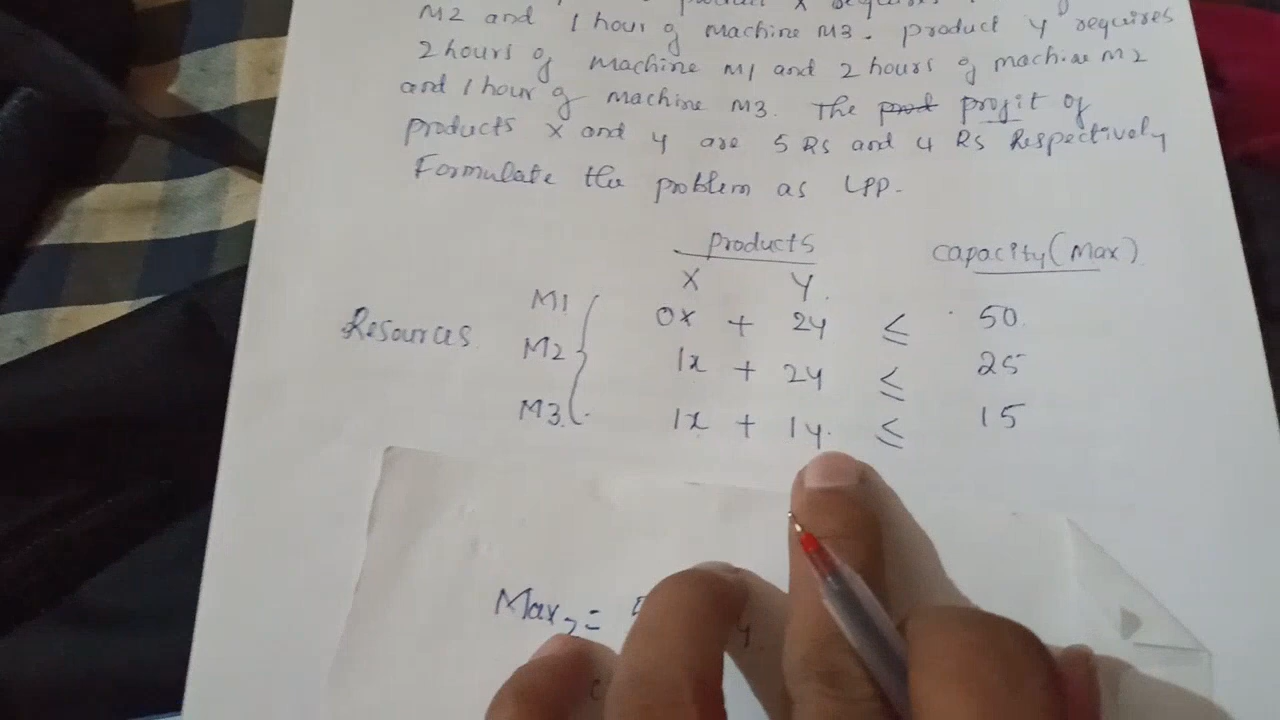 product X requires
M2 and 1 hour of machine M3. product y requires
2 hours of machine M1 and 2 hours of machine M2
and 1 hour of machine M3. The profit of
products x and y are 5 Rs and 4 Rs Respectively
Formulate the problem as LPP.
products capacity (Max)
X Y.
M1 0x + 2y ≤ 50
Resources M2 1x + 2y ≤ 25
M3 1x + 1y ≤ 15
Max z =